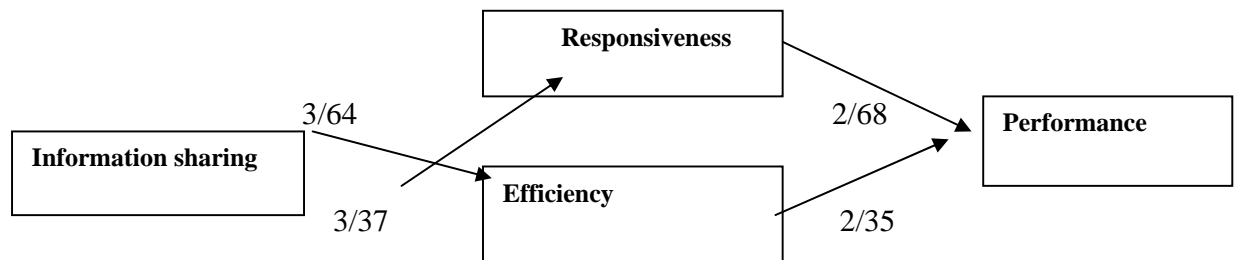 Responsiveness
3/64
2/68
Performance
Information sharing
Efficiency
3/37
2/35